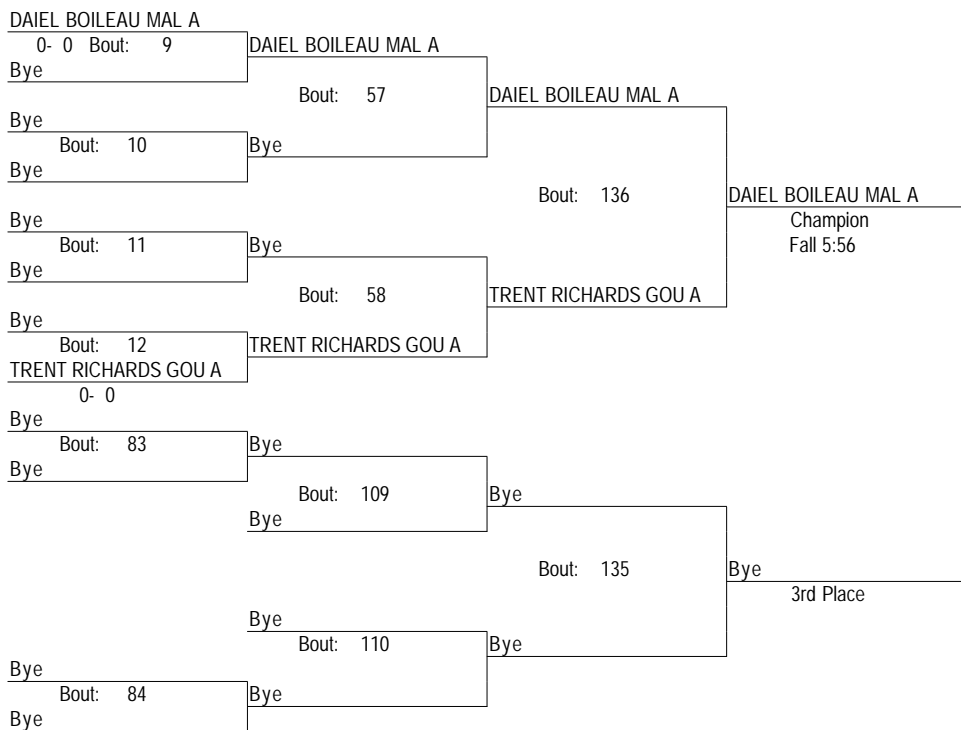 DAIEL BOILEAU MAL A
0- 0 Bout: 9
DAIEL BOILEAU MAL A
Bye
Bout: 57
DAIEL BOILEAU MAL A
Bye
Bout: 10
Bye
Bye
Bout: 136
DAIEL BOILEAU MAL A
Bye
Champion
Bout: 11
Bye
Fall 5:56
Bye
Bout: 58
TRENT RICHARDS GOU A
Bye
Bout: 12
TRENT RICHARDS GOU A
TRENT RICHARDS GOU A
0- 0
Bye
Bout: 83
Bye
Bye
Bout: 109
Bye
Bye
Bout: 135
Bye
3rd Place
Bye
Bout: 110
Bye
Bye
Bout: 84
Bye
Bye